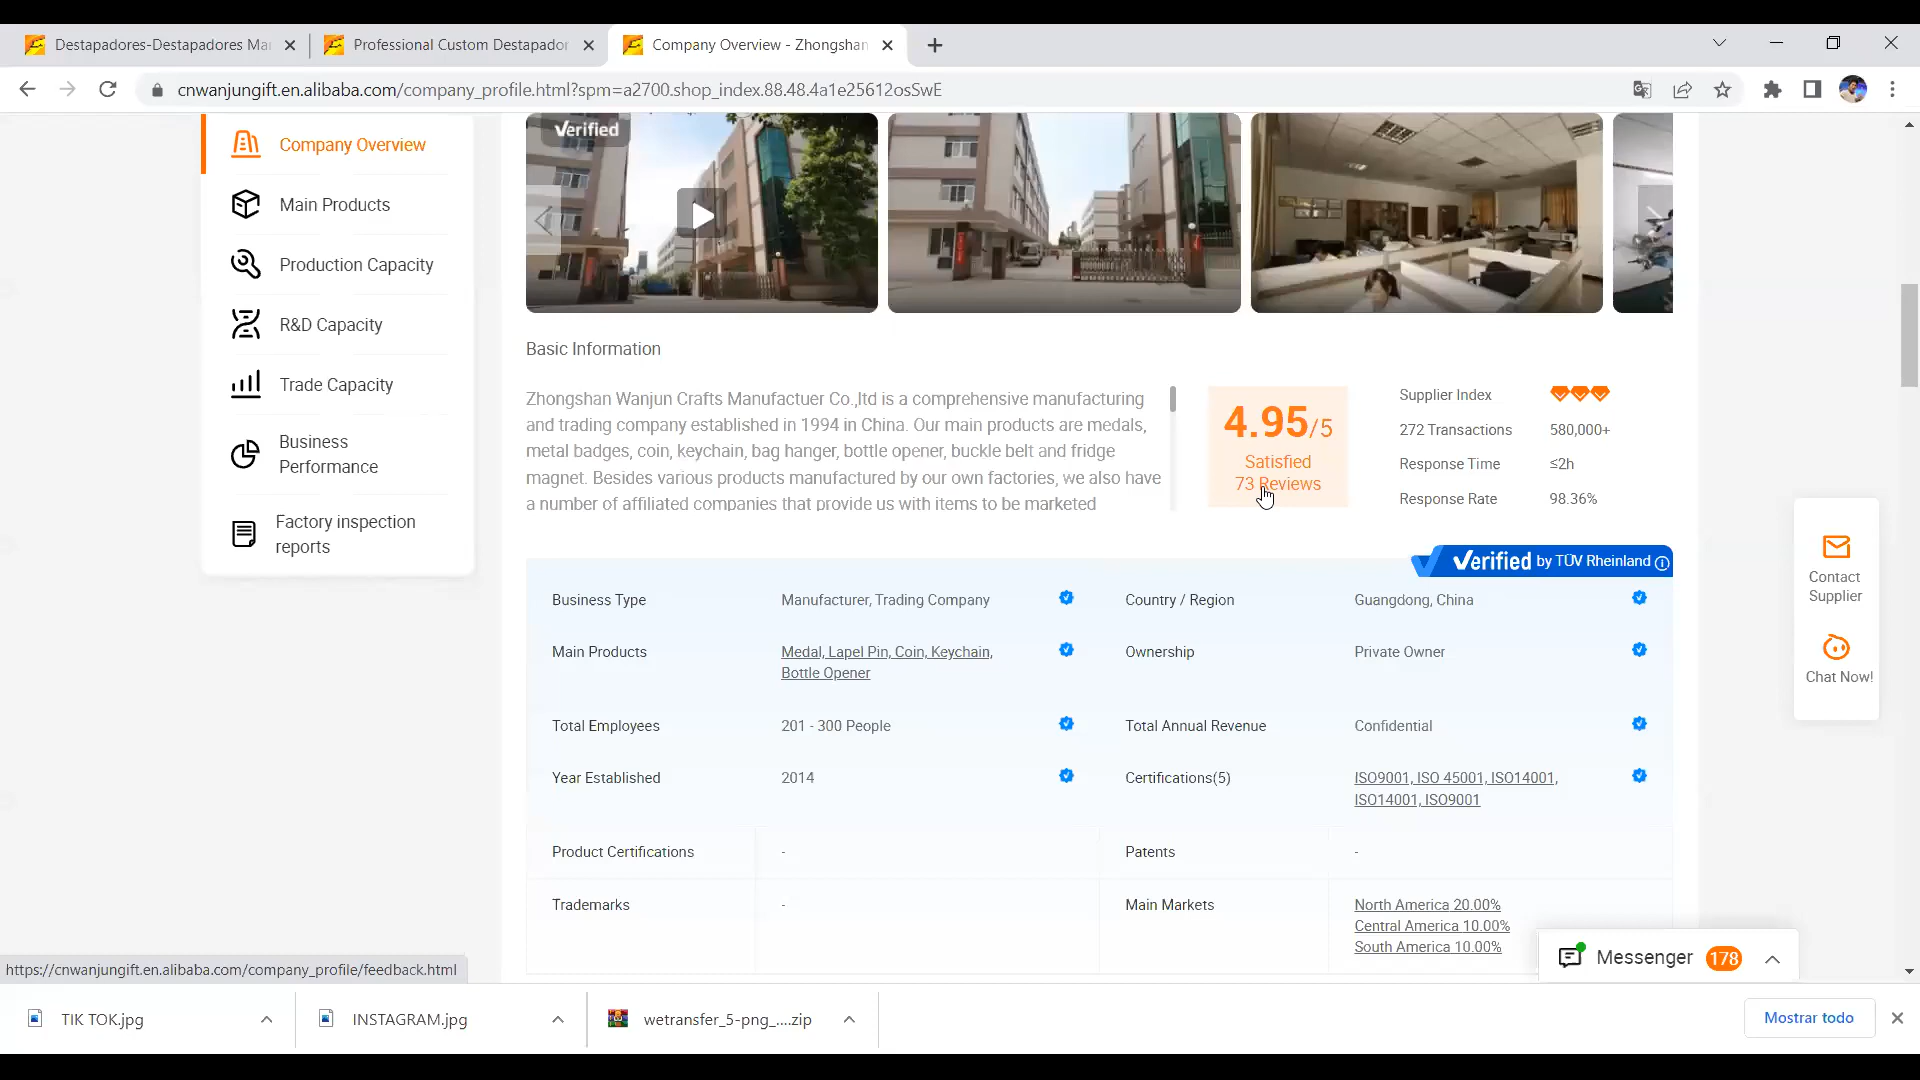 Destapadores-Destapadores Ma
Professional Custom Destapador
Company Overview - Zhongshan
cnwanjungift.en.alibaba.com/company_profile.html?spm=a2700.shop_index.88.48.4a1e25612osSwE
Company Overview
Main Products
Production Capacity
R&D Capacity
Trade Capacity
Business
Performance
Factory inspection
reports
Verified
Basic Information
Zhongshan Wanjun Crafts Manufactuer Co.,ltd is a comprehensive manufacturing
and trading company established in 1994 in China. Our main products are medals,
metal badges, coin, keychain, bag hanger, bottle opener, buckle belt and fridge
magnet. Besides various products manufactured by our own factories, we also have
a number of affiliated companies that provide us with items to be marketed
4.95/5
Satisfied
73 Reviews
Supplier Index
272 Transactions 580,000+
Response Time ≤2h
Response Rate 98.36%
Verified by TÜV Rheinland
Business Type Manufacturer, Trading Company Country / Region Guangdong, China
Main Products Medal, Lapel Pin, Coin, Keychain, Ownership Private Owner
Bottle Opener
Total Employees 201 - 300 People Total Annual Revenue Confidential
Year Established 2014 Certifications(5) ISO9001, ISO 45001, ISO14001,
ISO14001, ISO9001
Product Certifications - Patents -
Trademarks - Main Markets North America 20.00%
Central America 10.00%
South America 10.00%
Contact
Supplier
Chat Now!
Messenger 178
https://cnwanjungift.en.alibaba.com/company_profile/feedback.html
TIK TOK.jpg
INSTAGRAM.jpg
wetransfer_5-png_....zip
Mostrar todo